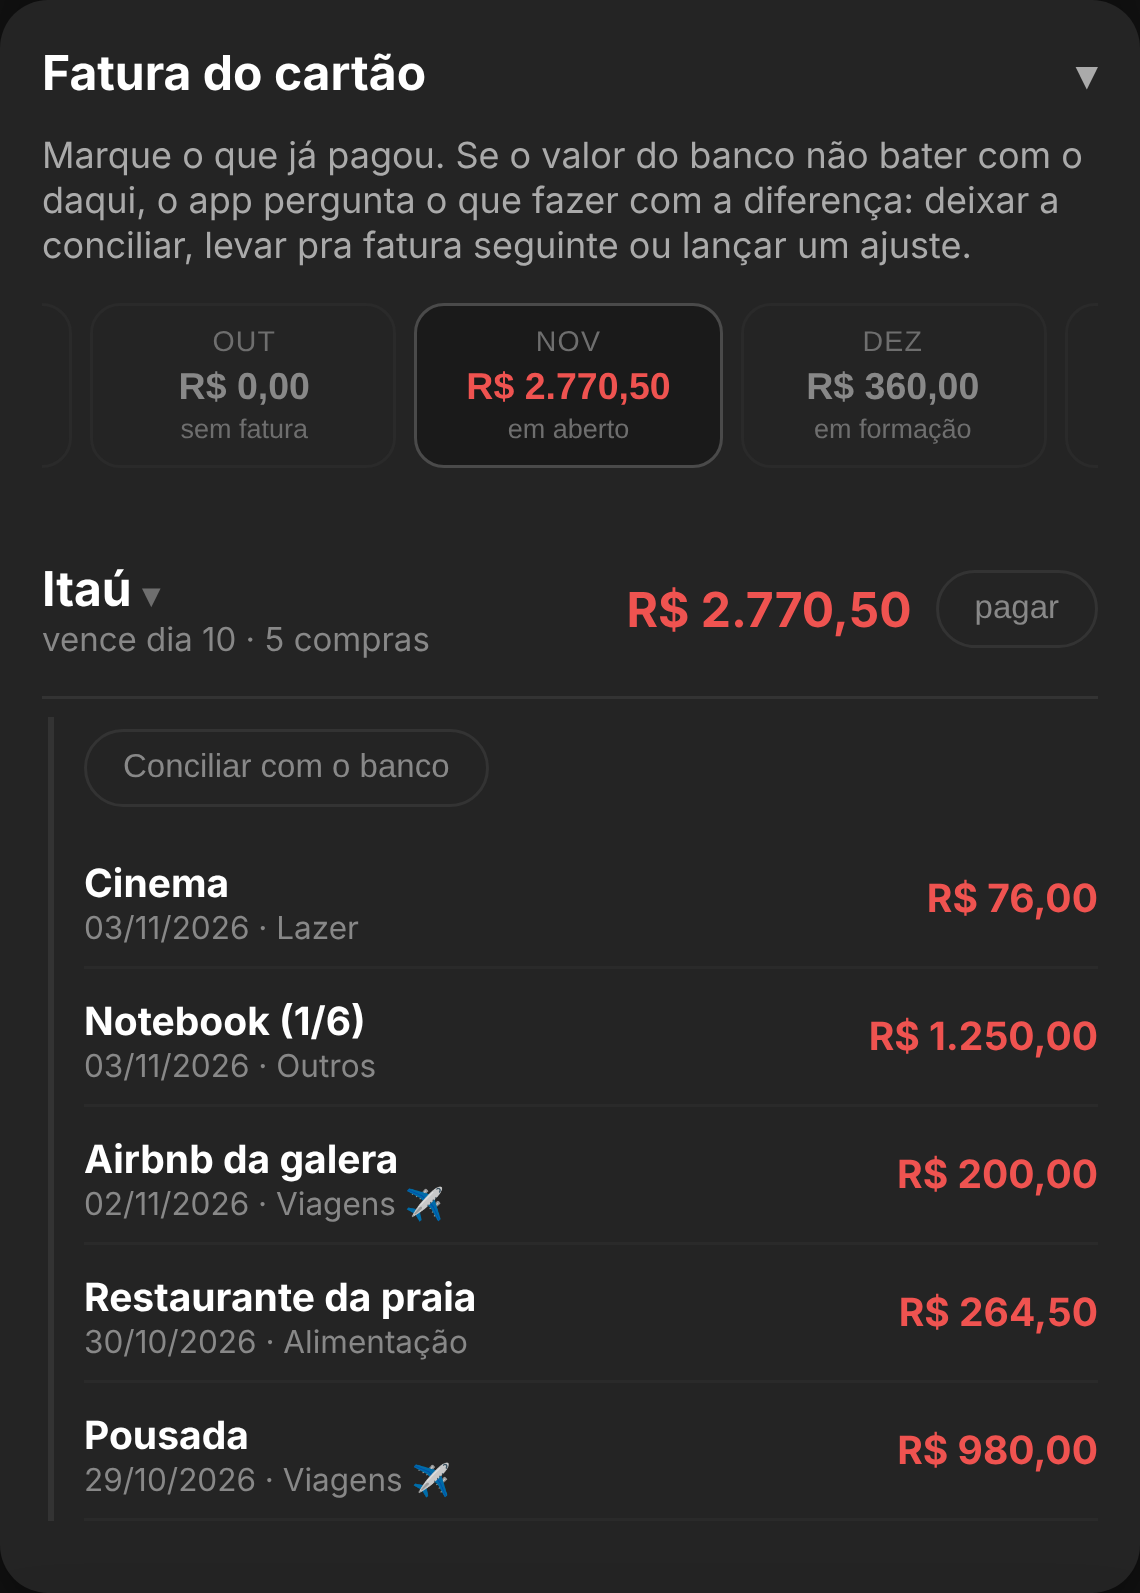 Fatura do cartão ▼
Marque o que já pagou. Se o valor do banco não bater com o
daqui, o app pergunta o que fazer com a diferença: deixar a
conciliar, levar pra fatura seguinte ou lançar um ajuste.
OUT
R$ 0,00
sem fatura
NOV
R$ 2.770,50
em aberto
DEZ
R$ 360,00
em formação
Itaú ▼
vence dia 10 · 5 compras
R$ 2.770,50
pagar
Conciliar com o banco
Cinema
03/11/2026 · Lazer
R$ 76,00
Notebook (1/6)
03/11/2026 · Outros
R$ 1.250,00
Airbnb da galera
02/11/2026 · Viagens ✈️
R$ 200,00
Restaurante da praia
30/10/2026 · Alimentação
R$ 264,50
Pousada
29/10/2026 · Viagens ✈️
R$ 980,00